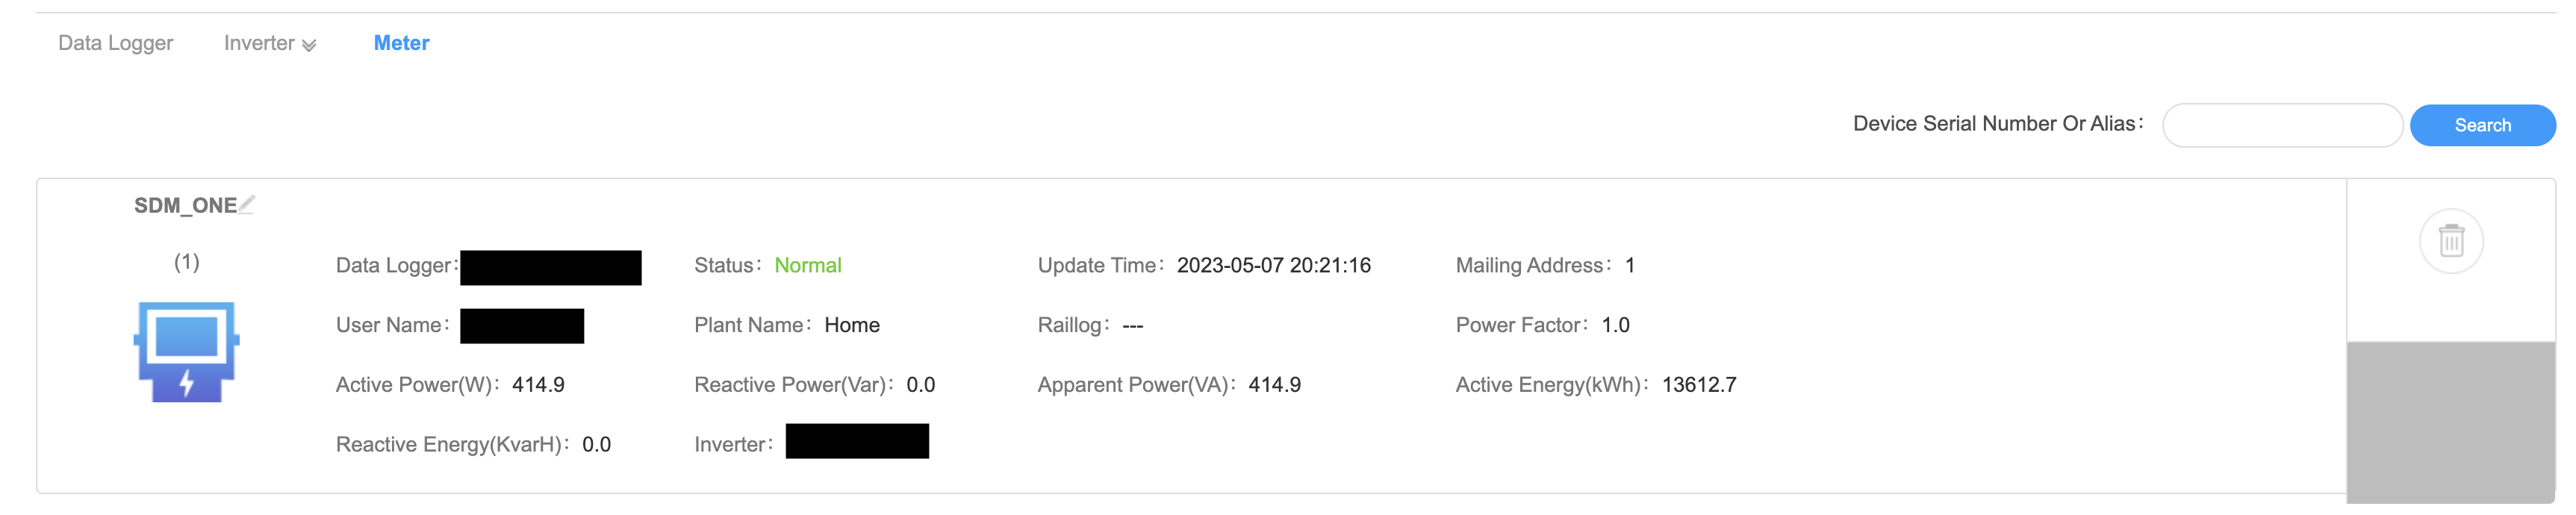 Data Logger Inverter Meter
Device Serial Number Or Alias: Search
SDM_ONE
(1)
Data Logger: Status: Normal Update Time: 2023-05-07 20:21:16 Mailing Address: 1
User Name: Plant Name: Home Raillog: --- Power Factor: 1.0
Active Power(W): 414.9 Reactive Power(Var): 0.0 Apparent Power(VA): 414.9 Active Energy(kWh): 13612.7
Reactive Energy(KvarH): 0.0 Inverter: